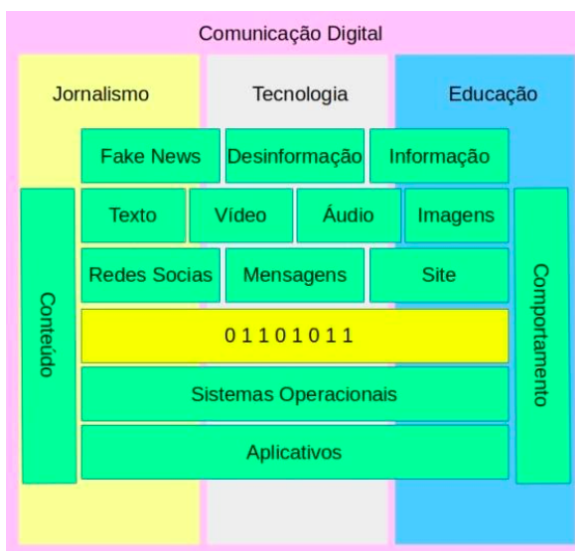 Comunicação Digital
Jornalismo Tecnologia Educação
Fake News Desinformação Informação
Texto Vídeo Áudio Imagens
Redes Socias Mensagens Site
Conteúdo
Comportamento
0 1 1 0 1 0 1 1
Sistemas Operacionais
Aplicativos